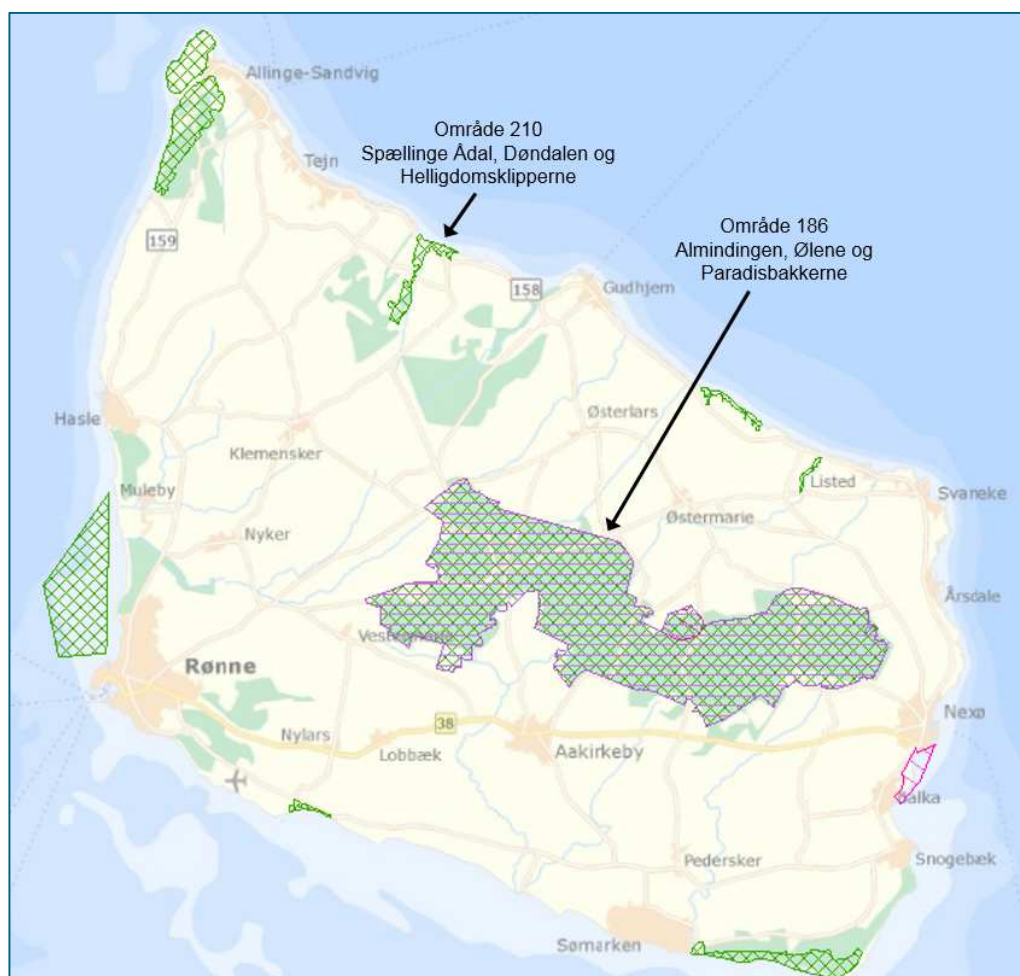 Allinge-Sandvig
Område 210
Spællinge Ådal, Døndalen og
Helligdomsklipperne
Tejn
159
Område 186
Almindingen, Ølene og
Paradisbakkerne
158
Gudhjem
Hasle
Østerlars
Klemensker
Muleby
Listed
Svaneke
Østermarie
Nyker
Årsdale
Rønne
Nexø
38
Nylars
Lobbæk
Aakirkeby
Balka
Snogebæk
Pedersker
Sømarken